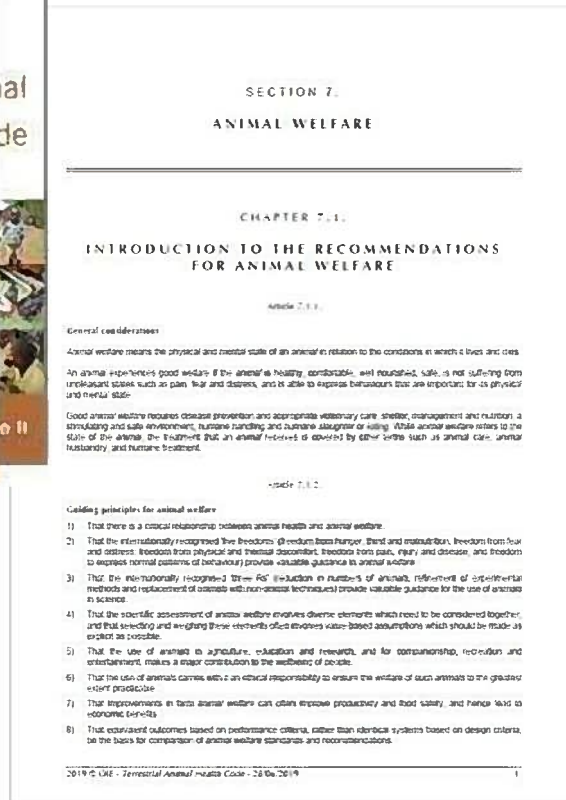 al
de
SECTION 7.
ANIMAL WELFARE
CHAPTER 7.1.
INTRODUCTION TO THE RECOMMENDATIONS
FOR ANIMAL WELFARE
Article 7.1.1.
General considerations
Animal welfare means the physical and mental state of an animal in relation to the conditions in which it lives and dies.
An animal experiences good welfare if the animal is healthy, comfortable, well nourished, safe, is not suffering from
unpleasant states such as pain, fear and distress, and is able to express behaviours that are important for its physical
and mental state.
Good animal welfare requires disease prevention and appropriate veterinary care, shelter, management and nutrition, a
stimulating and safe environment, humane handling and humane slaughter or killing. While animal welfare refers to the
state of the animal, the treatment that an animal receives is covered by other terms such as animal care, animal
husbandry, and humane treatment.
Article 7.1.2.
Guiding principles for animal welfare
1) That there is a critical relationship between animal health and animal welfare.
2) That the internationally recognised 'five freedoms' (freedom from hunger, thirst and malnutrition; freedom from fear
and distress; freedom from physical and thermal discomfort; freedom from pain, injury and disease; and freedom
to express normal patterns of behaviour) provide valuable guidance in animal welfare.
3) That the internationally recognised 'three Rs' (reduction in numbers of animals, refinement of experimental
methods and replacement of animals with non-animal techniques) provide valuable guidance for the use of animals
in science.
4) That the scientific assessment of animal welfare involves diverse elements which need to be considered together,
and that selecting and weighing these elements often involves value-based assumptions which should be made as
explicit as possible.
5) That the use of animals in agriculture, education and research, and for companionship, recreation and
entertainment, makes a major contribution to the wellbeing of people.
6) That the use of animals carries with it an ethical responsibility to ensure the welfare of such animals to the greatest
extent practicable.
7) That improvements in farm animal welfare can often improve productivity and food safety, and hence lead to
economic benefits.
8) That equivalent outcomes based on performance criteria, rather than identical systems based on design criteria,
be the basis for comparison of animal welfare standards and recommendations.
2019 © OIE - Terrestrial Animal Health Code - 28/06/2019 1